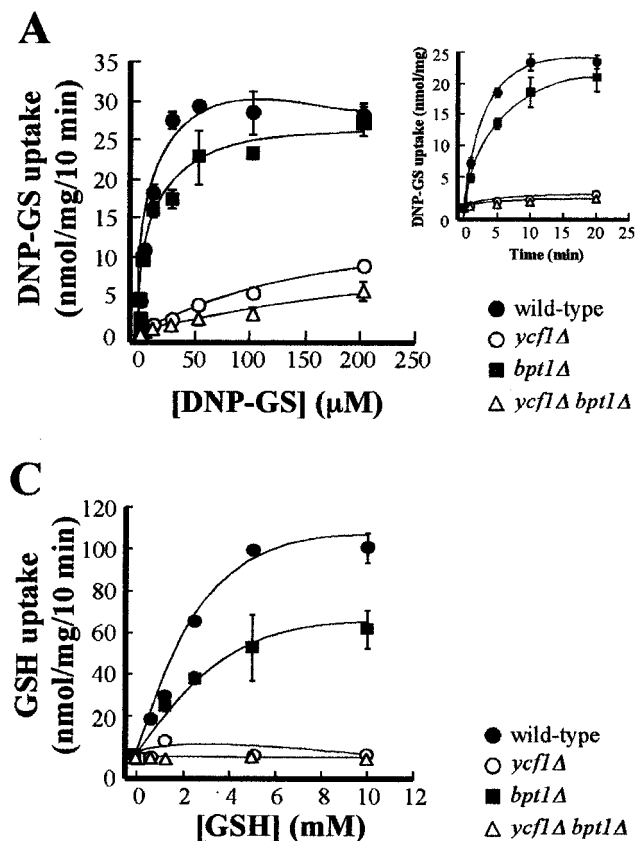 A
DNP-GS uptake
(nmol/mg/10 min)
35
30
25
20
15
10
5
0
0 50 100 150 200 250
[DNP-GS] (µM)
DNP-GS uptake (nmol/mg)
25
20
15
10
5
0
0 5 10 15 20 25
Time (min)
wild-type
ycf1Δ
bpt1Δ
ycf1Δ bpt1Δ
C
GSH uptake
(nmol/mg/10 min)
120
100
80
60
40
20
0
0 2 4 6 8 10
[GSH] (mM)
wild-type
ycf1Δ
bpt1Δ
ycf1Δ bpt1Δ